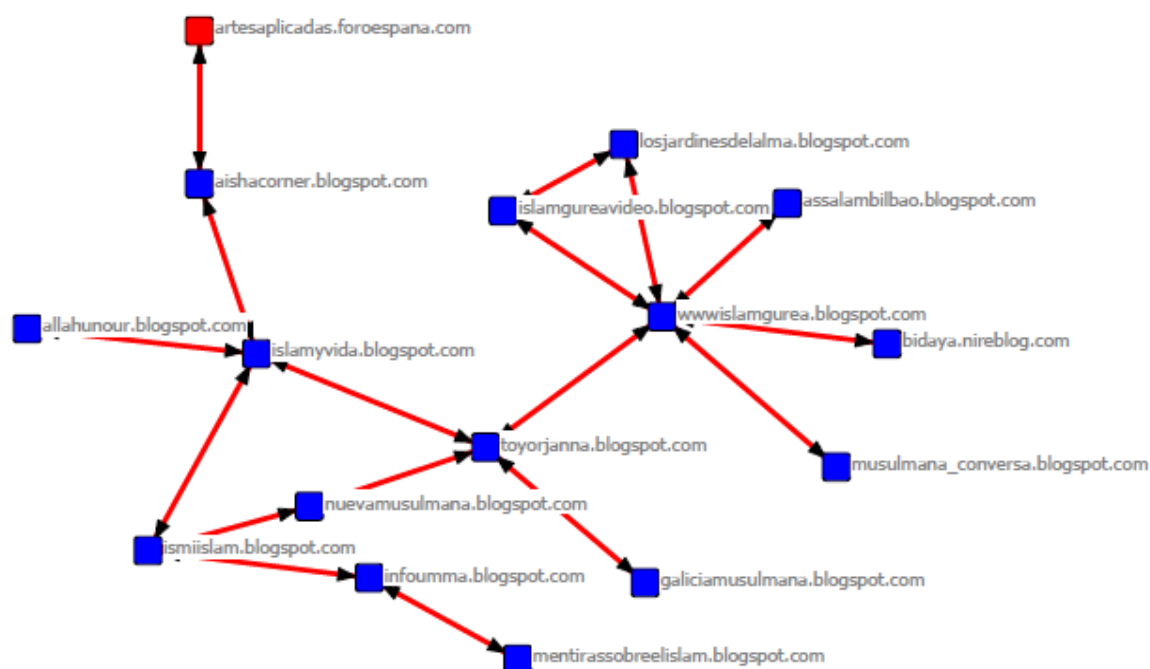 artesaplicadas.foroespana.com
losjardinesdelalma.blogspot.com
aishacorner.blogspot.com
islamgureavideo.blogspot.com
assalambilbao.blogspot.com
wwwislamgurea.blogspot.com
allahunour.blogspot.com
bidaya.nireblog.com
islamyvida.blogspot.com
toyorjanna.blogspot.com
musulmana_conversa.blogspot.com
nuevamusulmana.blogspot.com
ismiislam.blogspot.com
infoumma.blogspot.com
galiciamusulmana.blogspot.com
mentirassobreelislam.blogspot.com